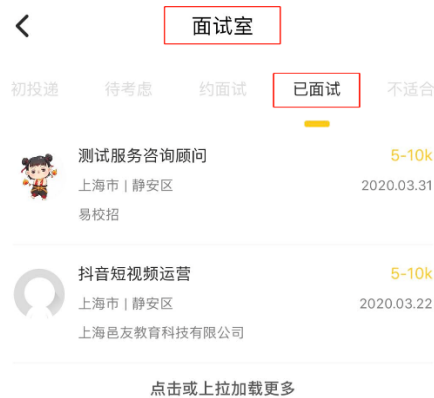 面试室
初投递 待考虑 约面试 已面试 不适合
测试服务咨询顾问 5-10k
上海市 | 静安区 2020.03.31
易校招
抖音短视频运营 5-10k
上海市 | 静安区 2020.03.22
上海邑友教育科技有限公司
点击或上拉加载更多